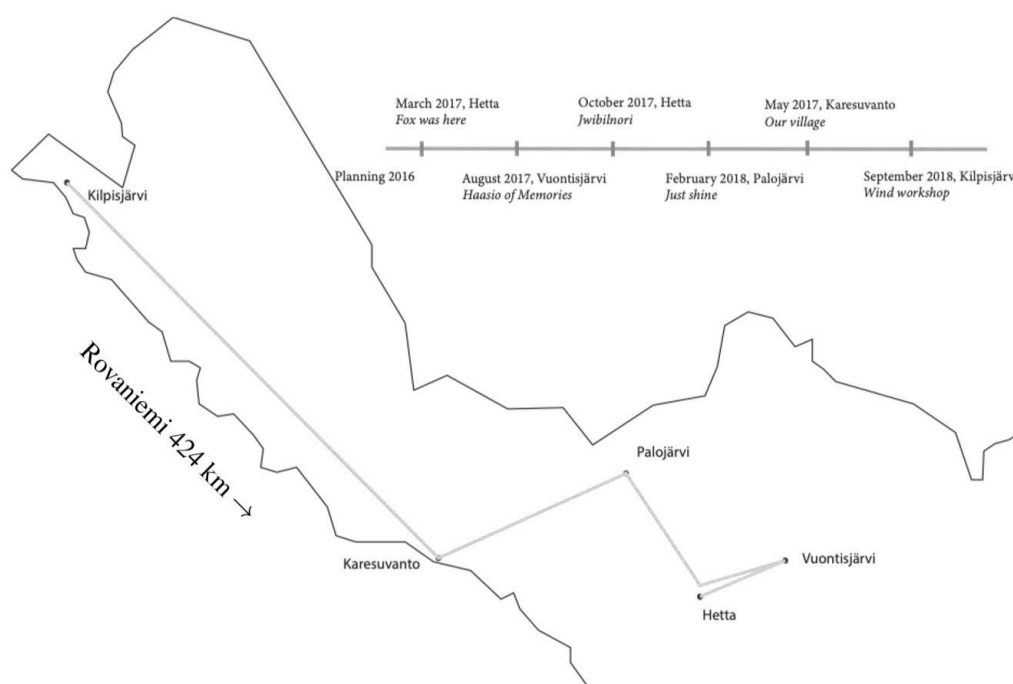 March 2017, Hetta
Fox was here
October 2017, Hetta
Jwibilnori
May 2017, Karesuvanto
Our village
Planning 2016
August 2017, Vuontisjärvi
Haasio of Memories
February 2018, Palojärvi
Just shine
September 2018, Kilpisjärv
Wind workshop
Kilpisjärvi
Rovaniemi 424 km →
Palojärvi
Karesuvanto
Vuontisjärvi
Hetta